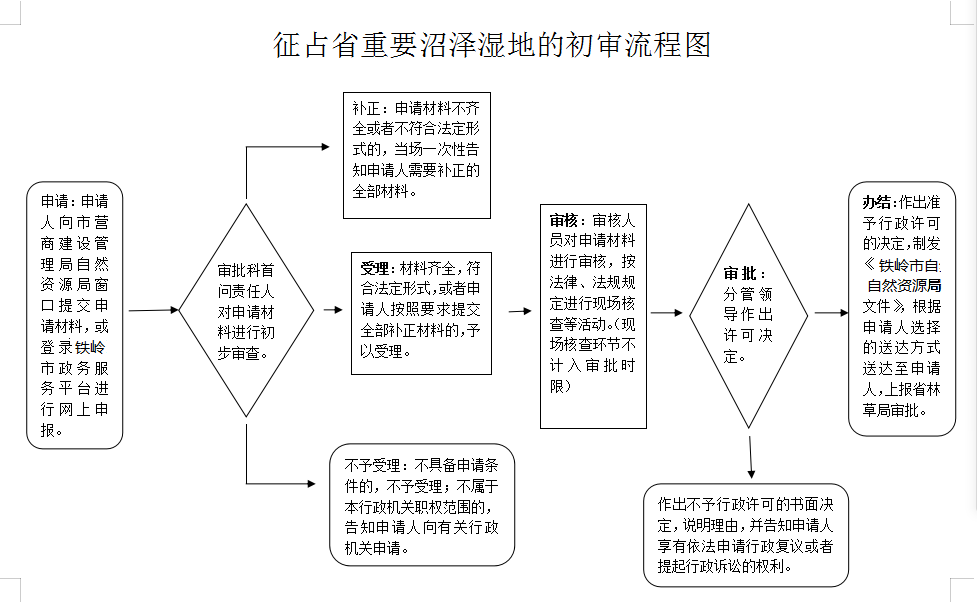 征占省重要沼泽湿地的初审流程图
补正：申请材料不齐
全或者不符合法定形
式的，当场一次性告
知申请人需要补正的
全部材料。
申请：申请
人向市营
商建设管
理局自然
资源局窗
口提交申
请材料，或
登录铁岭
市政务服
务平台进
行网上申
报。
审批科首
问责任人
对申请材
料进行初
步审查。
受理：材料齐全，符
合法定形式，或者申
请人按照要求提交
全部补正材料的，予
以受理。
不予受理：不具备申请条
件的，不予受理；不属于
本行政机关职权范围的，
告知申请人向有关行政
机关申请。
审核：审核人
员对申请材料
进行审核，按
法律、法规规
定进行现场核
查等活动。（现
场核查环节不
计入审批时
限）
审批：
分管领
导作出
许可决
定。
办结：作出准
予行政许可
的决定，制发
《铁岭市自
自然资源局
文件》，根据
申请人选择
的送达方式
送达至申请
人，上报省林
草局审批。
作出不予行政许可的书面决
定，说明理由，并告知申请人
享有依法申请行政复议或者
提起行政诉讼的权利。